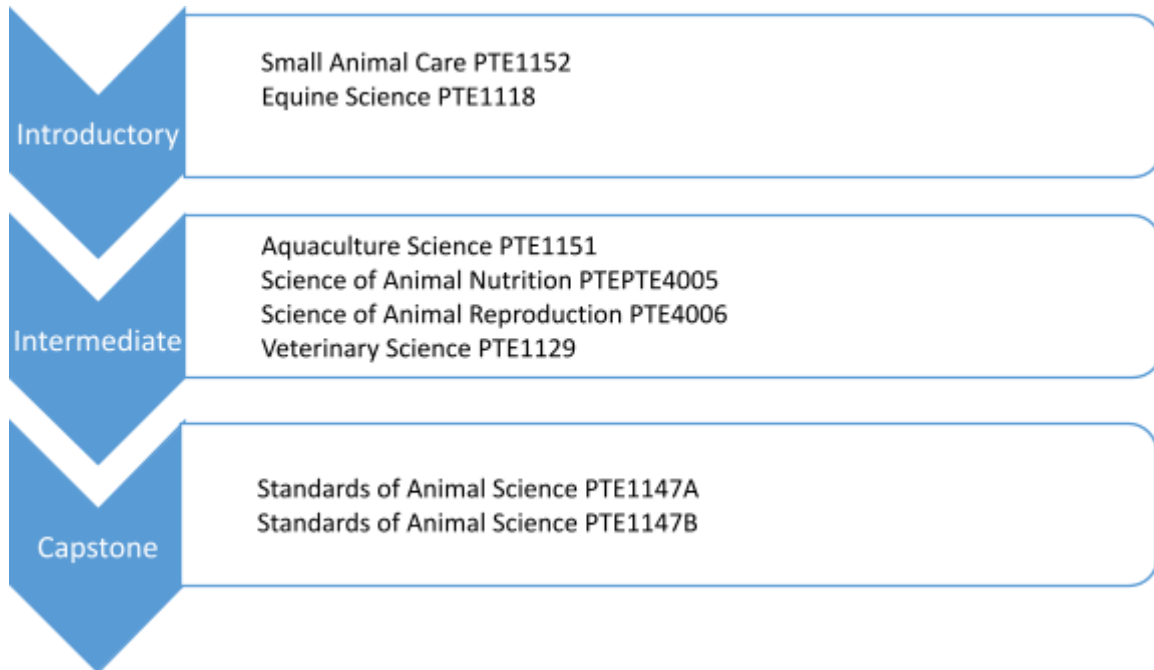 Introductory
Small Animal Care PTE1152
Equine Science PTE1118
Intermediate
Aquaculture Science PTE1151
Science of Animal Nutrition PTEPTE4005
Science of Animal Reproduction PTE4006
Veterinary Science PTE1129
Capstone
Standards of Animal Science PTE1147A
Standards of Animal Science PTE1147B